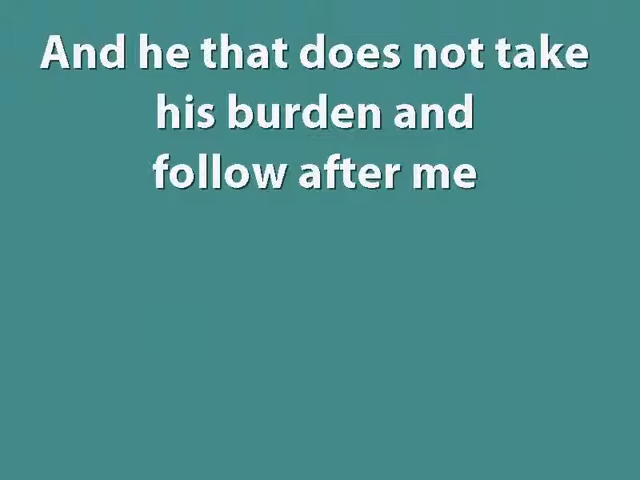 And he that does not take
his burden and
follow after me